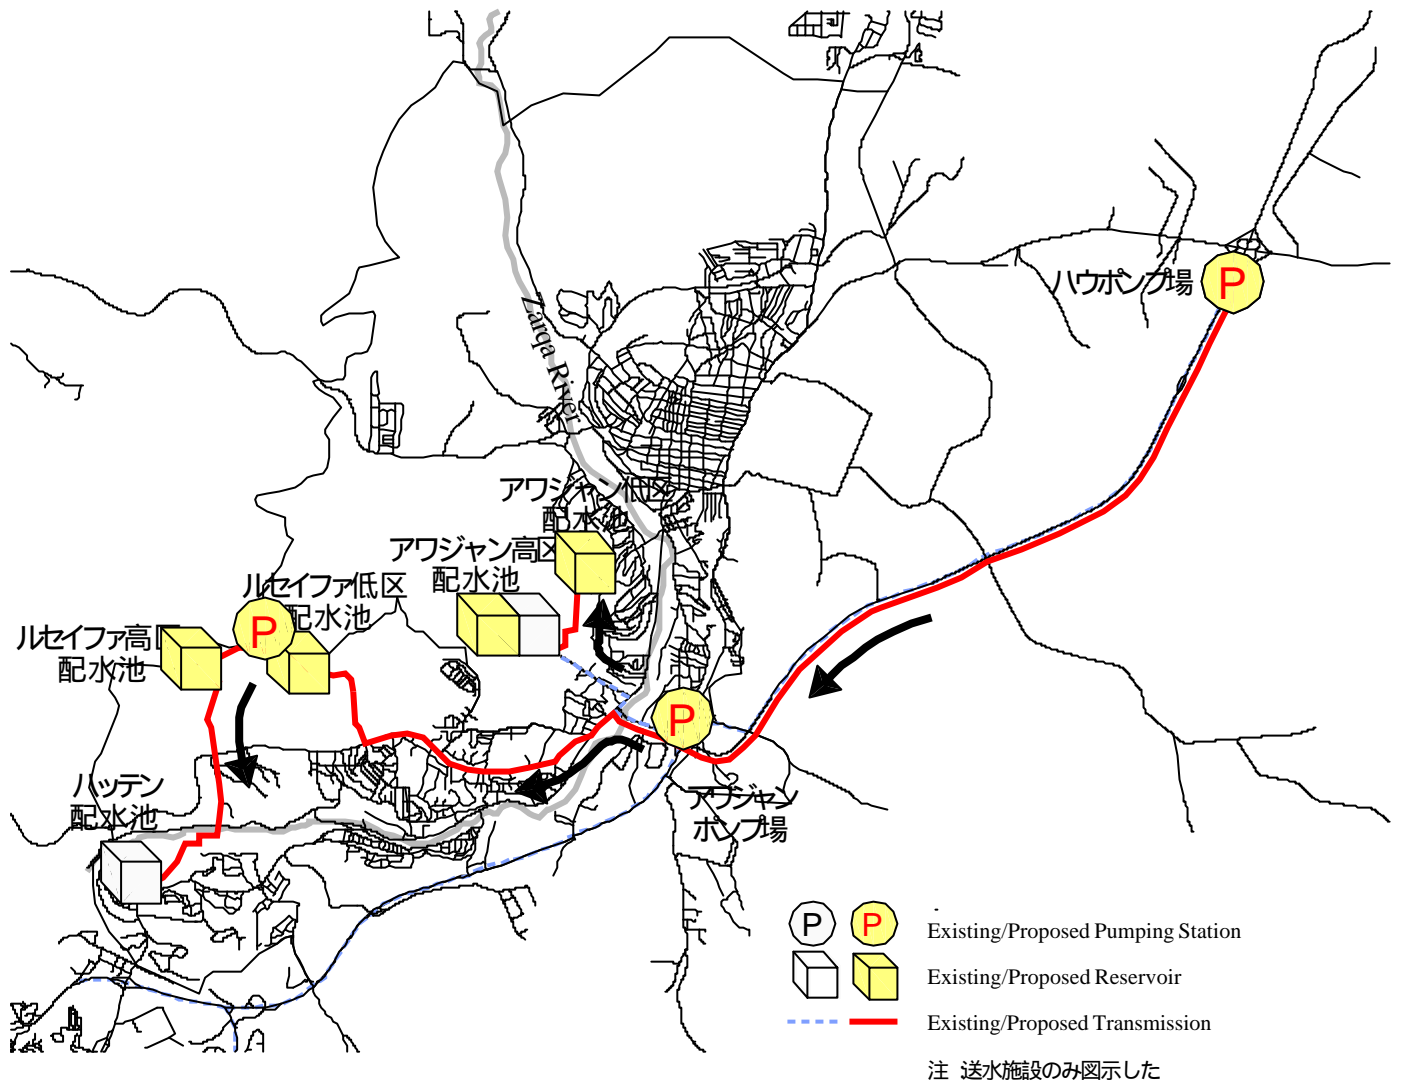 ハウポンプ場
P
Zarqa River
アワジャン低区
配水池
アワジャン高区
配水池
ルセイファ低区
配水池
P
ルセイファ高区
配水池
P
ハッテン
配水池
アワジャン
ポンプ場
P P Existing/Proposed Pumping Station
Existing/Proposed Reservoir
Existing/Proposed Transmission
注 送水施設のみ図示した